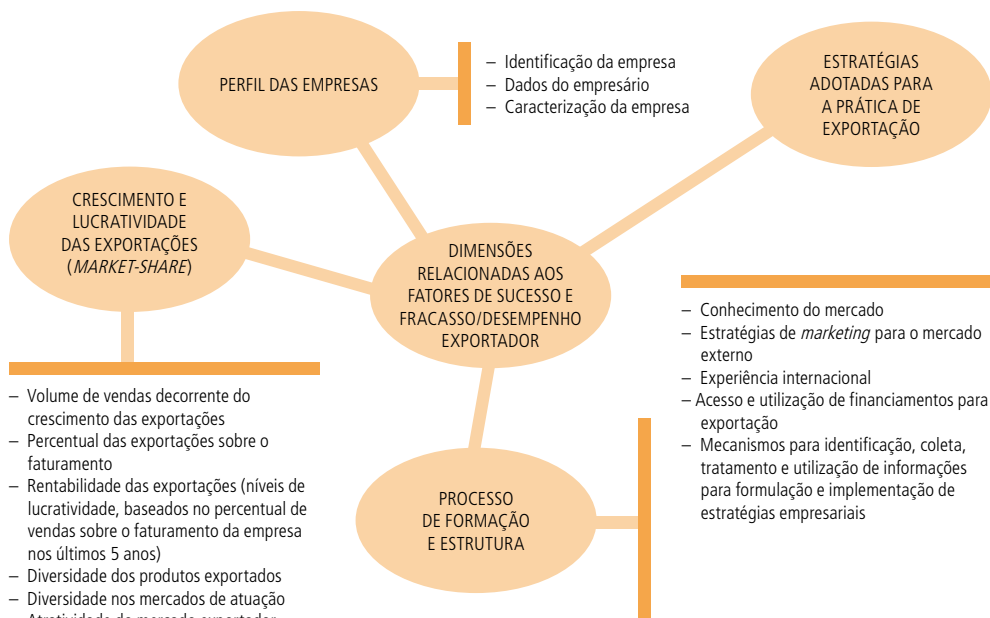 PERFIL DAS EMPRESAS
– Identificação da empresa
– Dados do empresário
– Caracterização da empresa
ESTRATÉGIAS
ADOTADAS PARA
A PRÁTICA DE
EXPORTAÇÃO
CRESCIMENTO E
LUCRATIVIDADE
DAS EXPORTAÇÕES
(MARKET-SHARE)
DIMENSÕES
RELACIONADAS AOS
FATORES DE SUCESSO E
FRACASSO/DESEMPENHO
EXPORTADOR
– Conhecimento do mercado
– Estratégias de marketing para o mercado
externo
– Experiência internacional
– Acesso e utilização de financiamentos para
exportação
– Mecanismos para identificação, coleta,
tratamento e utilização de informações
para formulação e implementação de
estratégias empresariais
– Volume de vendas decorrente do
crescimento das exportações
– Percentual das exportações sobre o
faturamento
– Rentabilidade das exportações (níveis de
lucratividade, baseados no percentual de
vendas sobre o faturamento da empresa
nos últimos 5 anos)
– Diversidade dos produtos exportados
– Diversidade nos mercados de atuação
PROCESSO
DE FORMAÇÃO
E ESTRUTURA